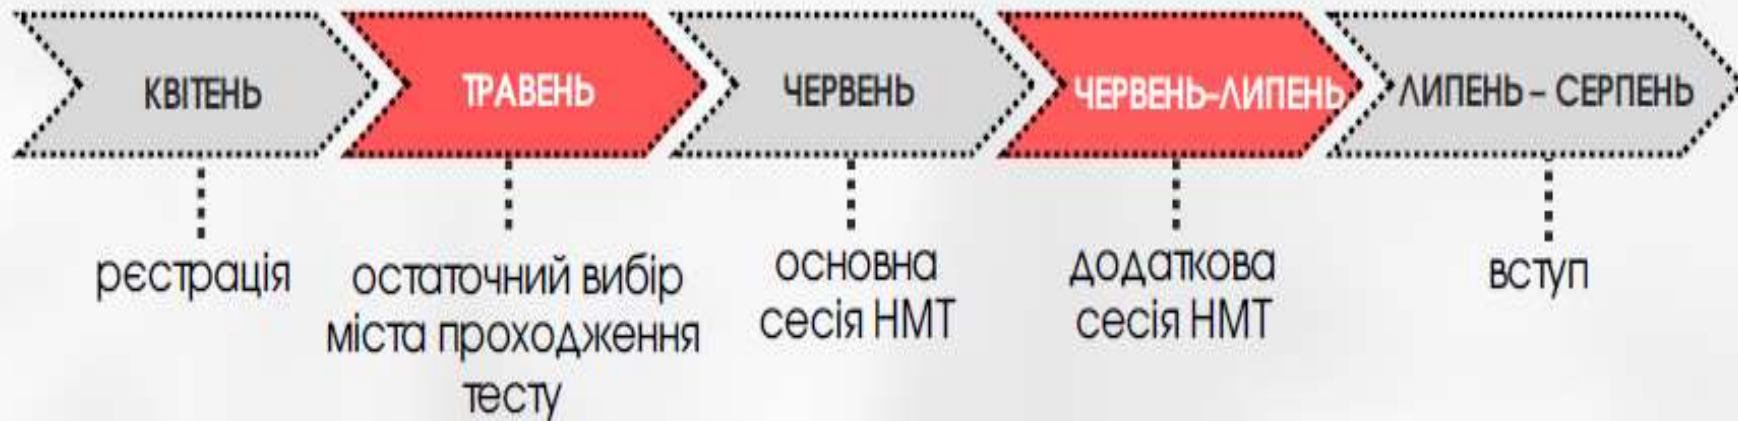 КВІТЕНЬ
ТРАВЕНЬ
ЧЕРВЕНЬ
ЧЕРВЕНЬ-ЛИПЕНЬ
ЛИПЕНЬ – СЕРПЕНЬ
рєстрація
остаточний вибір
міста проходження
тесту
основна
сесія НМТ
додаткова
сесія НМТ
вступ